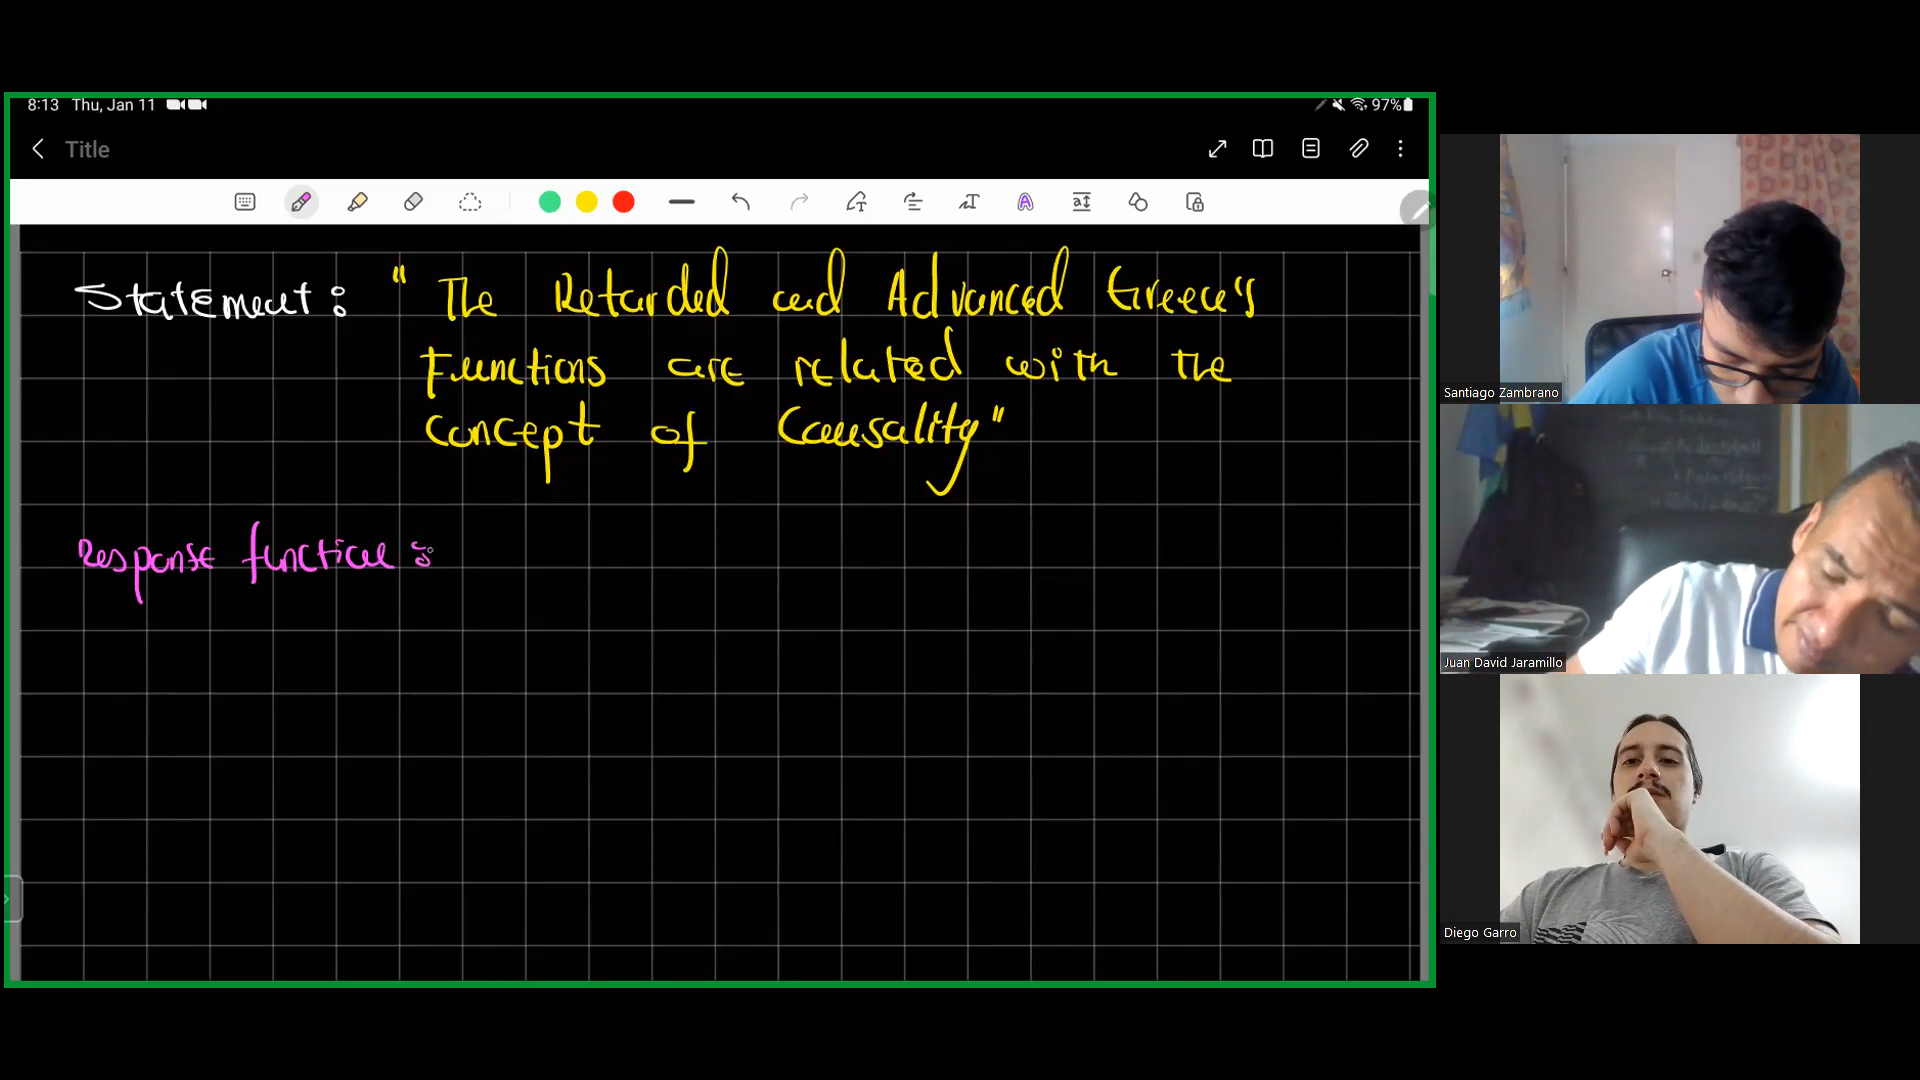 8:13 Thu, Jan 11
97%
Title
Statement: " The Retarded and Advanced Green's
Functions are related with the
concept of Causality"
Response function:
Santiago Zambrano
Juan David Jaramillo
Diego Garro